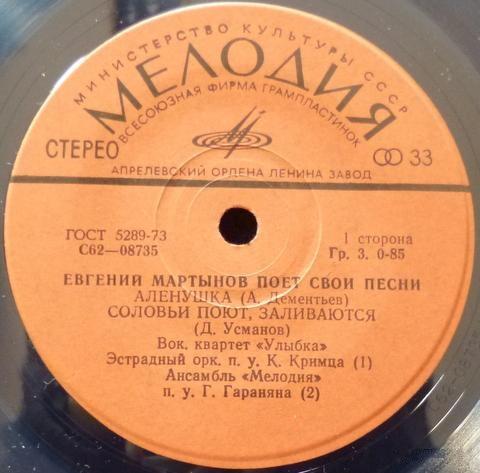 МИНИСТЕРСТВО КУЛЬТУРЫ СССР
МЕЛОДИЯ
ВСЕСОЮЗНАЯ ФИРМА ГРАМПЛАСТИНОК
СТЕРЕО
33
АПРЕЛЕВСКИЙ ОРДЕНА ЛЕНИНА ЗАВОД
ГОСТ 5289-73
С62—08735
1 сторона
Гр. 3. 0-85
ЕВГЕНИЙ МАРТЫНОВ ПОЕТ СВОИ ПЕСНИ
АЛЕНУШКА (А. Дементьев)
СОЛОВЬИ ПОЮТ, ЗАЛИВАЮТСЯ
(Д. Усманов)
Вок. квартет «Улыбка»
Эстрадный орк. п. у. К. Кримца (1)
Ансамбль «Мелодия»
п. у. Г. Гараняна (2)